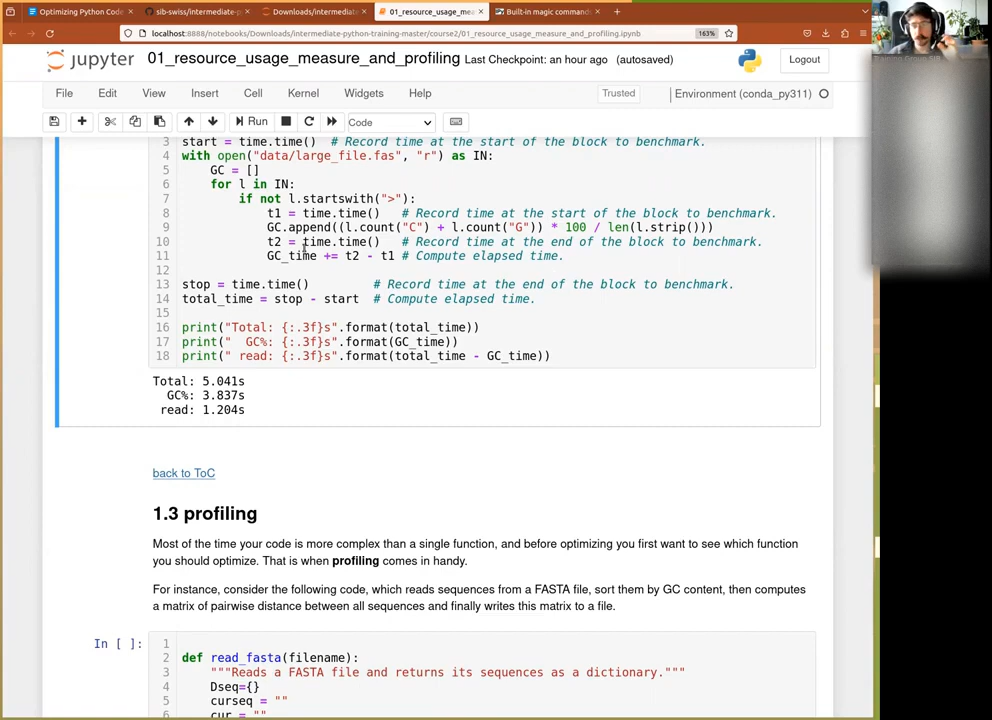 Optimizing Python Code
sib-swiss/intermediate-p
Downloads/intermediate
01_resource_usage_mea
Built-in magic command
localhost:8888/notebooks/Downloads/intermediate-python-training-master/course2/01_resource_usage_measure_and_profiling.ipynb
163%
jupyter 01_resource_usage_measure_and_profiling Last Checkpoint: an hour ago (autosaved)
Logout
File Edit View Insert Cell Kernel Widgets Help
Trusted
Environment (conda_py311)
Run
Code
3 start = time.time() # Record time at the start of the block to benchmark.
4 with open("data/large_file.fas", "r") as IN:
5 GC = []
6 for l in IN:
7 if not l.startswith(">"):
8 t1 = time.time() # Record time at the start of the block to benchmark.
9 GC.append((l.count("C") + l.count("G")) * 100 / len(l.strip()))
10 t2 = time.time() # Record time at the end of the block to benchmark.
11 GC_time += t2 - t1 # Compute elapsed time.
12
13 stop = time.time() # Record time at the end of the block to benchmark.
14 total_time = stop - start # Compute elapsed time.
15
16 print("Total: {:.3f}s".format(total_time))
17 print("  GC%: {:.3f}s".format(GC_time))
18 print(" read: {:.3f}s".format(total_time - GC_time))
Total: 5.041s
GC%: 3.837s
read: 1.204s
back to ToC
1.3 profiling
Most of the time your code is more complex than a single function, and before optimizing you first want to see which function
you should optimize. That is when profiling comes in handy.
For instance, consider the following code, which reads sequences from a FASTA file, sort them by GC content, then computes
a matrix of pairwise distance between all sequences and finally writes this matrix to a file.
In [ ]:
1
2 def read_fasta(filename):
3 """Reads a FASTA file and returns its sequences as a dictionary."""
4 Dseq={}
5 curseq = ""
6 cur = ""